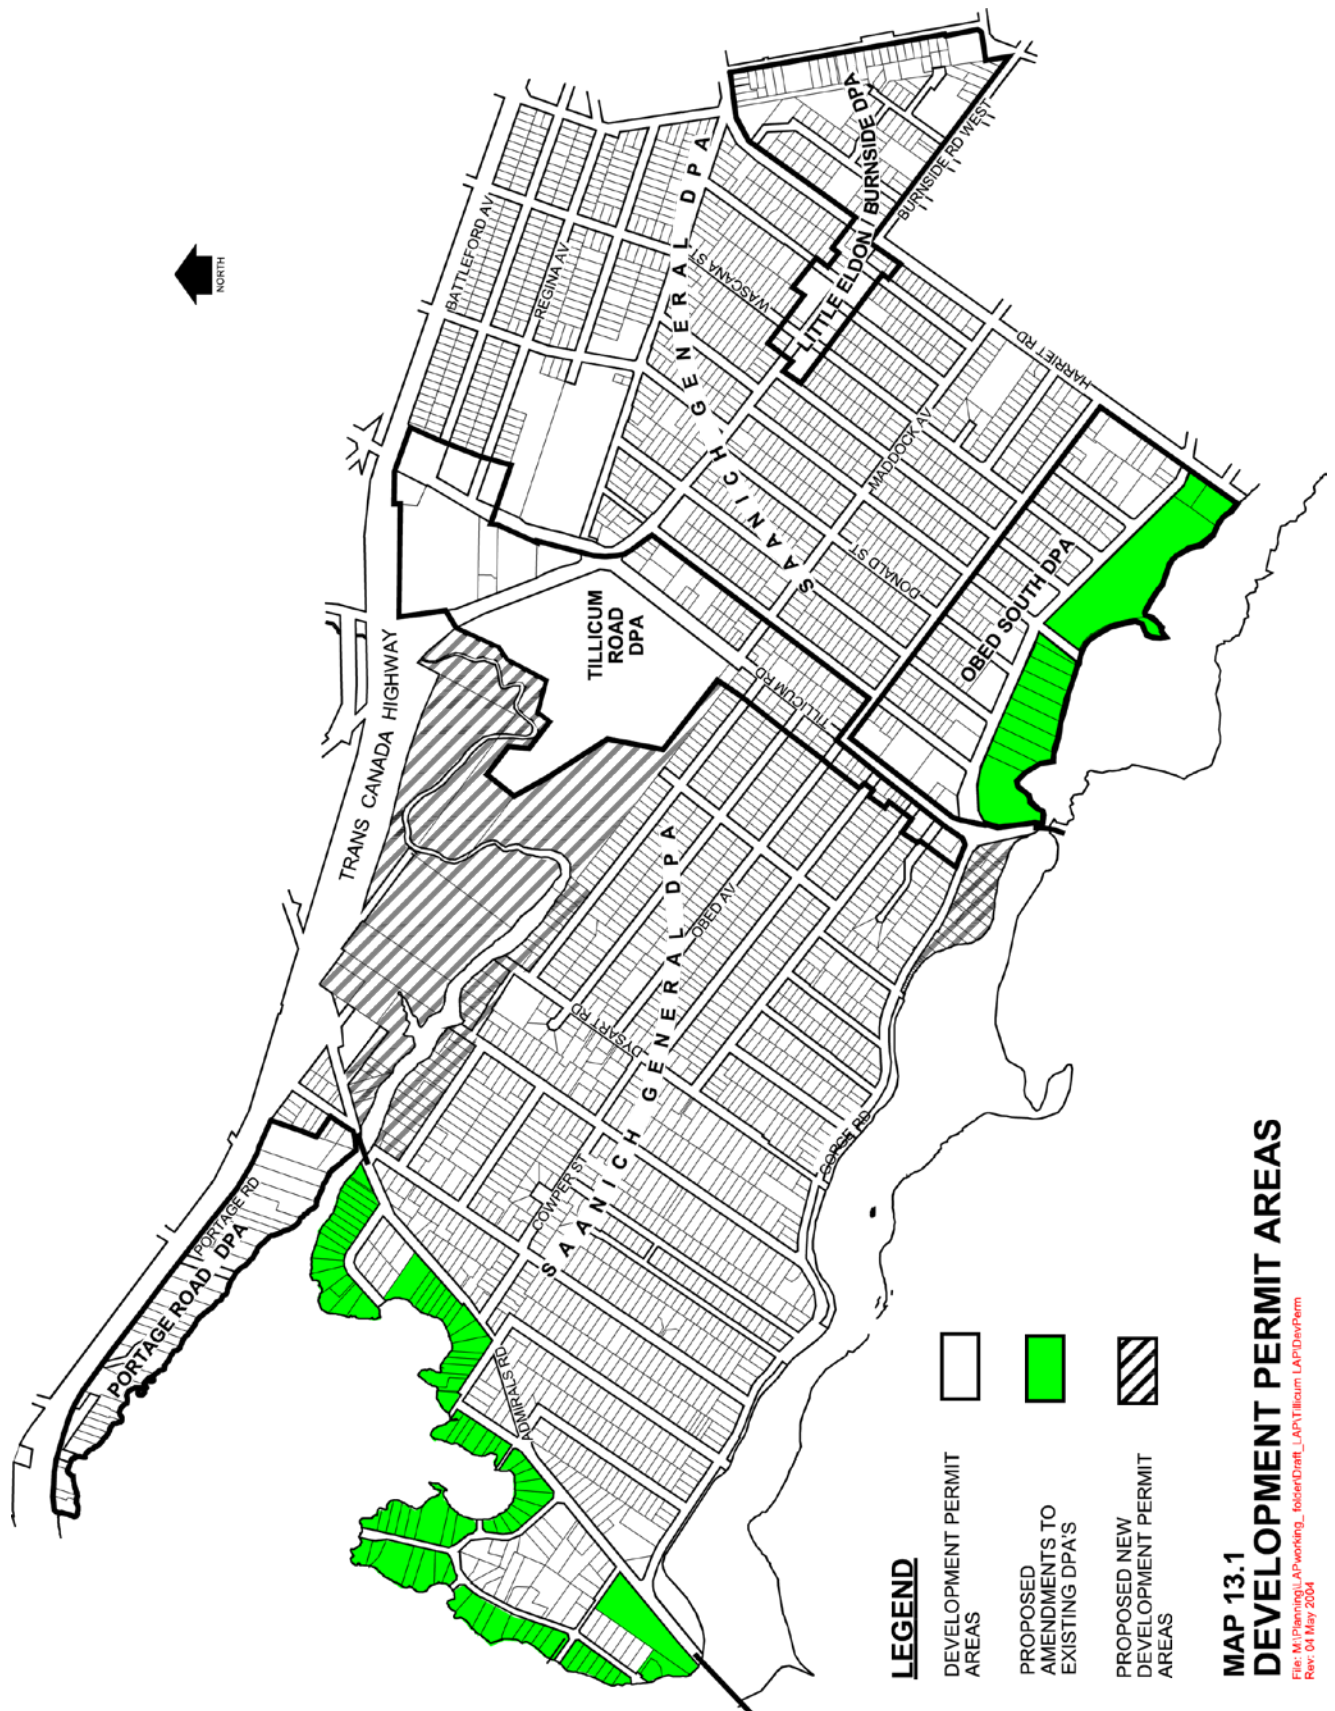 NORTH
BATTLEFORD AV
REGINA AV
SAANICH GENERAL DPA
WASCANA ST
LITTLE ELDON / BURNSIDE DPA
BURNSIDE RD WEST
HARRIET RD
MADDOCK AV
DONALD ST
OBED SOUTH DPA
TRANS CANADA HIGHWAY
TILLICUM
ROAD
DPA
TILLICUM RD
SAANICH GENERAL DPA
OBED AV
DYSART RD
COWPER ST
GORGE RD
ADMIRALS RD
PORTAGE RD
PORTAGE ROAD DPA
LEGEND
DEVELOPMENT PERMIT
AREAS
PROPOSED
AMENDMENTS TO
EXISTING DPA'S
PROPOSED NEW
DEVELOPMENT PERMIT
AREAS
MAP 13.1
DEVELOPMENT PERMIT AREAS
File: M:\Planning\LAP\working_folder\Draft_LAP\Tillicum LAP\DevPerm
Rev: 04 May 2004